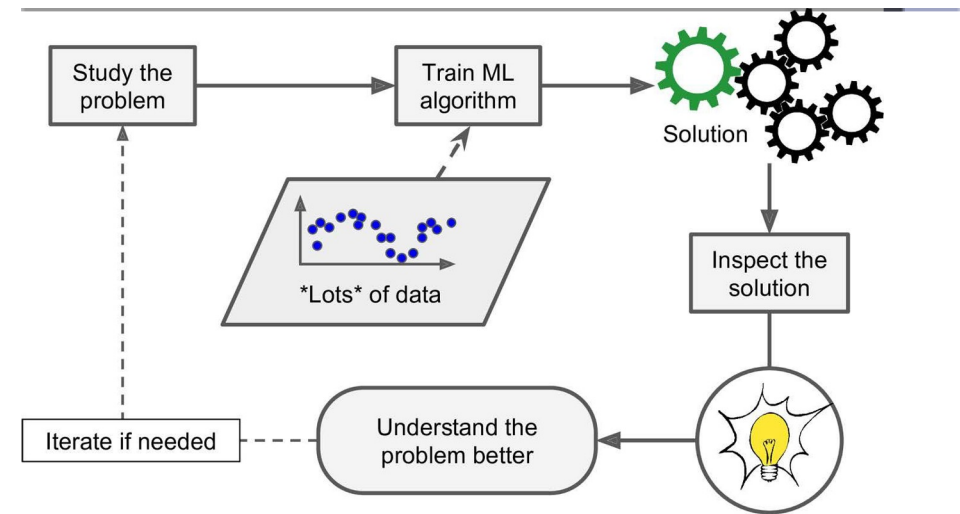 Study the
problem
Train ML
algorithm
Solution
*Lots* of data
Inspect the
solution
Understand the
problem better
Iterate if needed